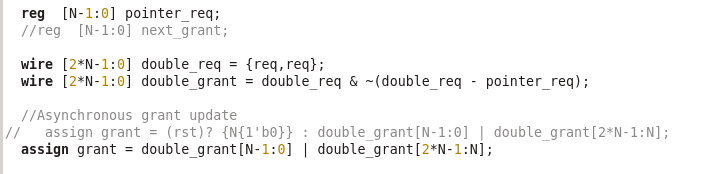 reg  [N-1:0] pointer_req;
//reg  [N-1:0] next_grant;
wire [2*N-1:0] double_req = {req,req};
wire [2*N-1:0] double_grant = double_req & ~(double_req - pointer_req);
//Asynchronous grant update
//   assign grant = (rst)? {N{1'b0}} : double_grant[N-1:0] | double_grant[2*N-1:N];
assign grant = double_grant[N-1:0] | double_grant[2*N-1:N];